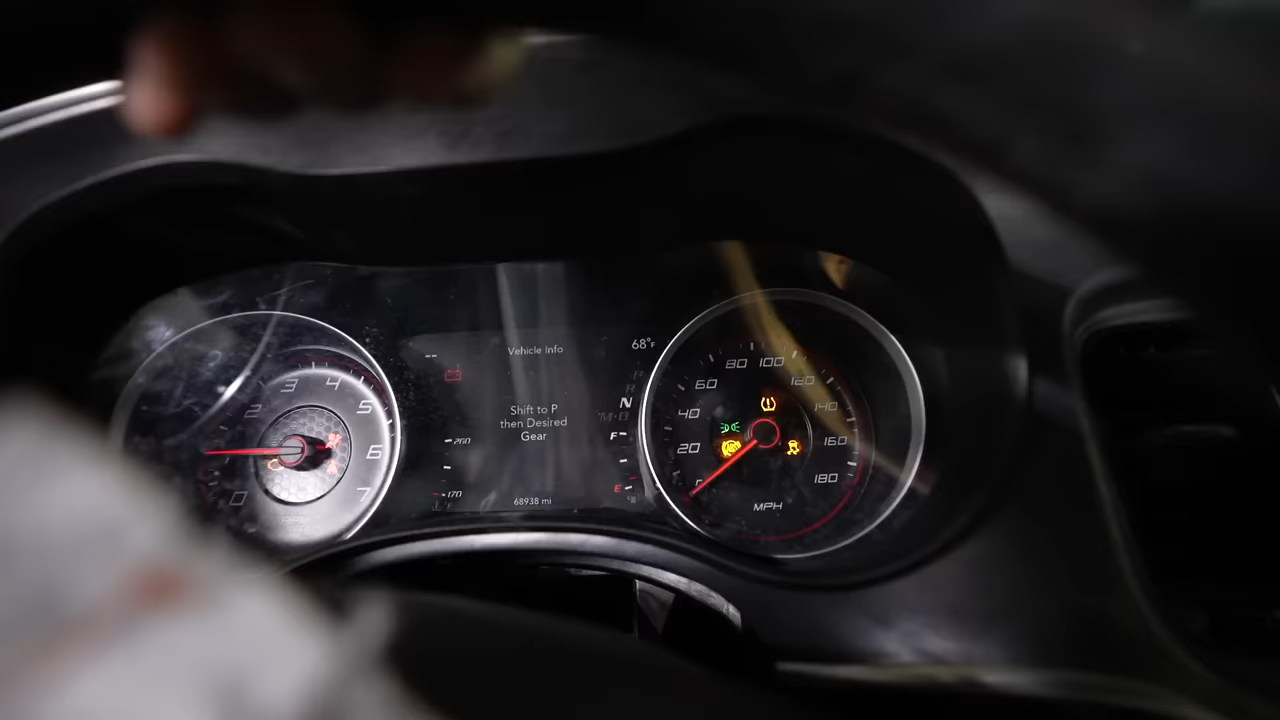 2
3
4
5
6
7
0
--
Vehicle Info
68°F
P
R
N
Shift to P
then Desired
Gear
260
170
F
E
68938 mi
20
40
60
80
100
120
140
160
180
MPH